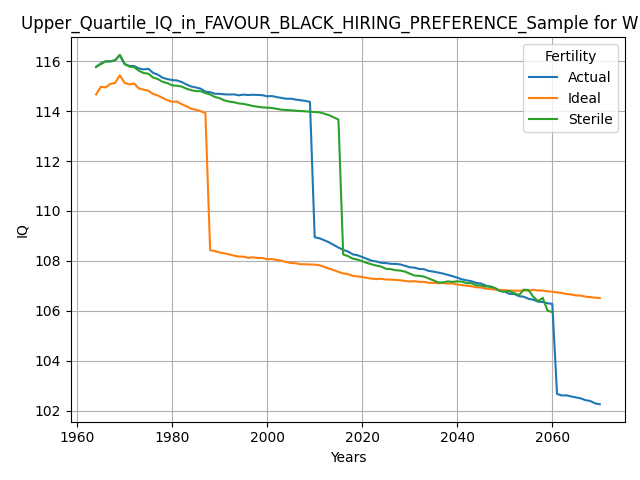 Upper_Quartile_IQ_in_FAVOUR_BLACK_HIRING_PREFERENCE_Sample for W
Fertility
Actual
Ideal
Sterile
IQ
116
114
112
110
108
106
104
102
1960 1980 2000 2020 2040 2060
Years